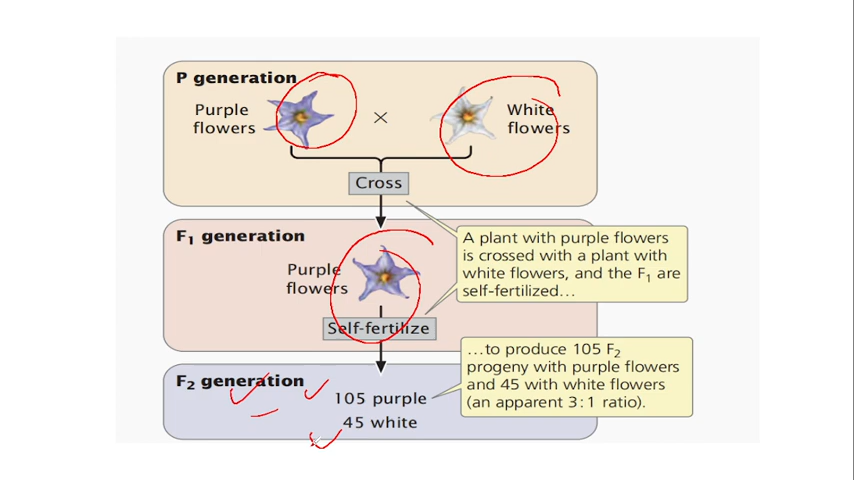 P generation
Purple
flowers
×
White
flowers
Cross
F₁ generation
A plant with purple flowers
is crossed with a plant with
white flowers, and the F₁ are
self-fertilized…
Purple
flowers
Self-fertilize
F₂ generation
105 purple
45 white
…to produce 105 F₂
progeny with purple flowers
and 45 with white flowers
(an apparent 3:1 ratio).